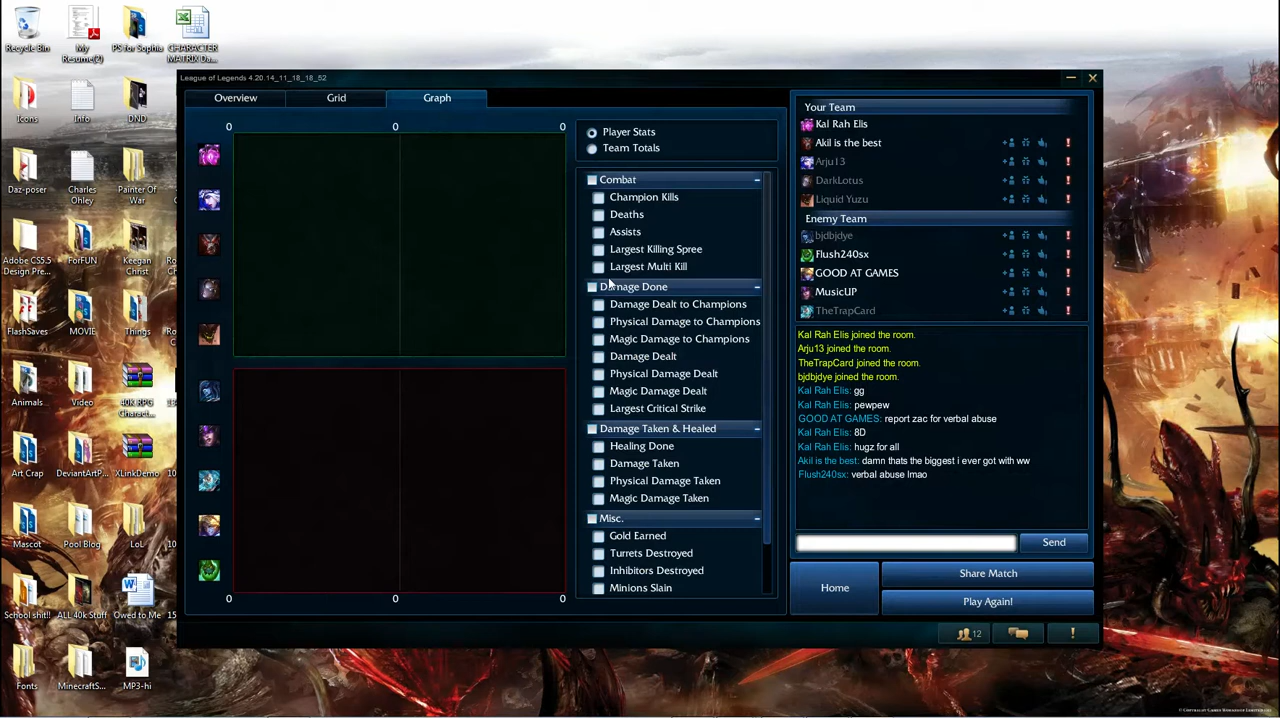 Recycle Bin
My Resume(2)
PS for Sophia
CHARACTER MATRIX Da...
Icons
Info
DND
Daz-poser
Charles Ohley
Painter Of War
Adobe CS5.5 Design Pre...
ForFUN
Keegan Christ
FlashSaves
MOVIE
Things
Animals
Video
40K RPG Charact...
Art Crap
DeviantArtP...
XLinkDemo
Mascot
Pool Blog
LoL
School shit!!
ALL 40k Stuff
Owed to Me
Fonts
MinecraftS...
MP3-hi
League of Legends 4.20.14_11_18_18_52
Overview
Grid
Graph
0 0 0
0 0 0
Player Stats
Team Totals
Combat
Champion Kills
Deaths
Assists
Largest Killing Spree
Largest Multi Kill
Damage Done
Damage Dealt to Champions
Physical Damage to Champions
Magic Damage to Champions
Damage Dealt
Physical Damage Dealt
Magic Damage Dealt
Largest Critical Strike
Damage Taken & Healed
Healing Done
Damage Taken
Physical Damage Taken
Magic Damage Taken
Misc.
Gold Earned
Turrets Destroyed
Inhibitors Destroyed
Minions Slain
Your Team
Kal Rah Elis
Akil is the best
Arju13
DarkLotus
Liquid Yuzu
Enemy Team
bjdbjdye
Flush240sx
GOOD AT GAMES
MusicUP
TheTrapCard
Kal Rah Elis joined the room.
Arju13 joined the room.
TheTrapCard joined the room.
bjdbjdye joined the room.
Kal Rah Elis: gg
Kal Rah Elis: pewpew
GOOD AT GAMES: report zac for verbal abuse
Kal Rah Elis: 8D
Kal Rah Elis: hugz for all
Akil is the best: damn thats the biggest i ever got with ww
Flush240sx: verbal abuse lmao
Send
Home
Share Match
Play Again!
12